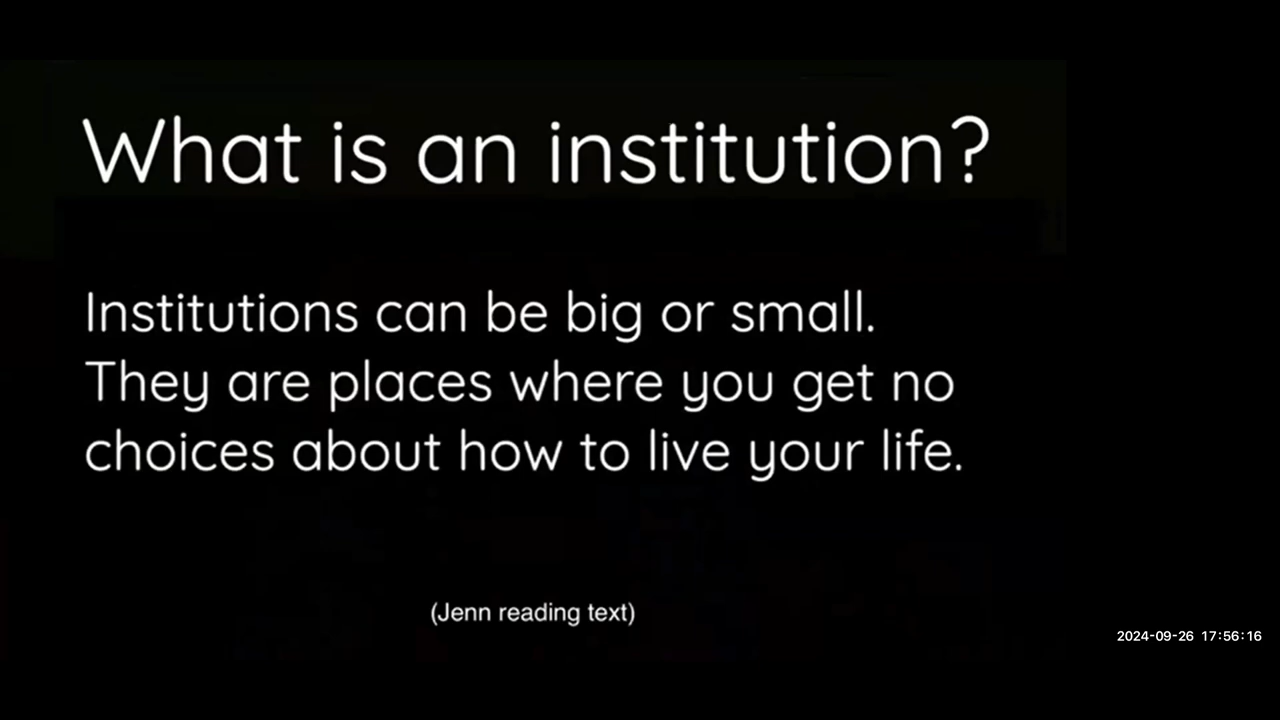 What is an institution?
Institutions can be big or small.
They are places where you get no
choices about how to live your life.
(Jenn reading text)
2024-09-26 17:56:16